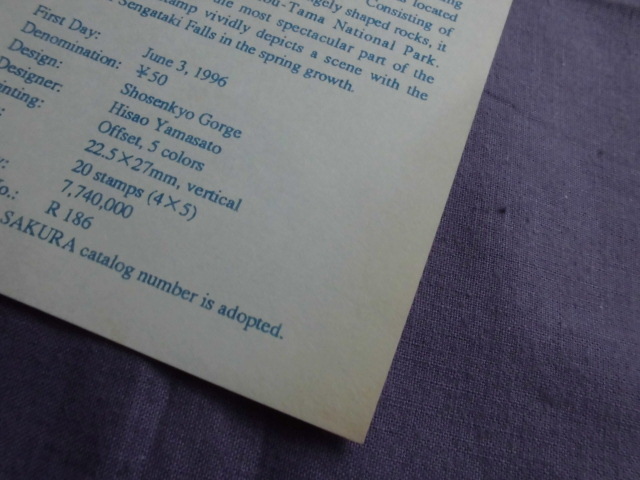 located
gely shaped rocks, it
Consisting of
ou-Tama National Park.
he most spectacular part of the
amp vividly depicts a scene with the
Sengataki Falls in the spring growth.
First Day: June 3, 1996
Denomination: ¥50
Design: Shosenkyo Gorge
Designer: Hisao Yamasato
inting: Offset, 5 colors
: 22.5×27mm, vertical
20 stamps (4×5)
y: 7,740,000
o.: R 186
SAKURA catalog number is adopted.